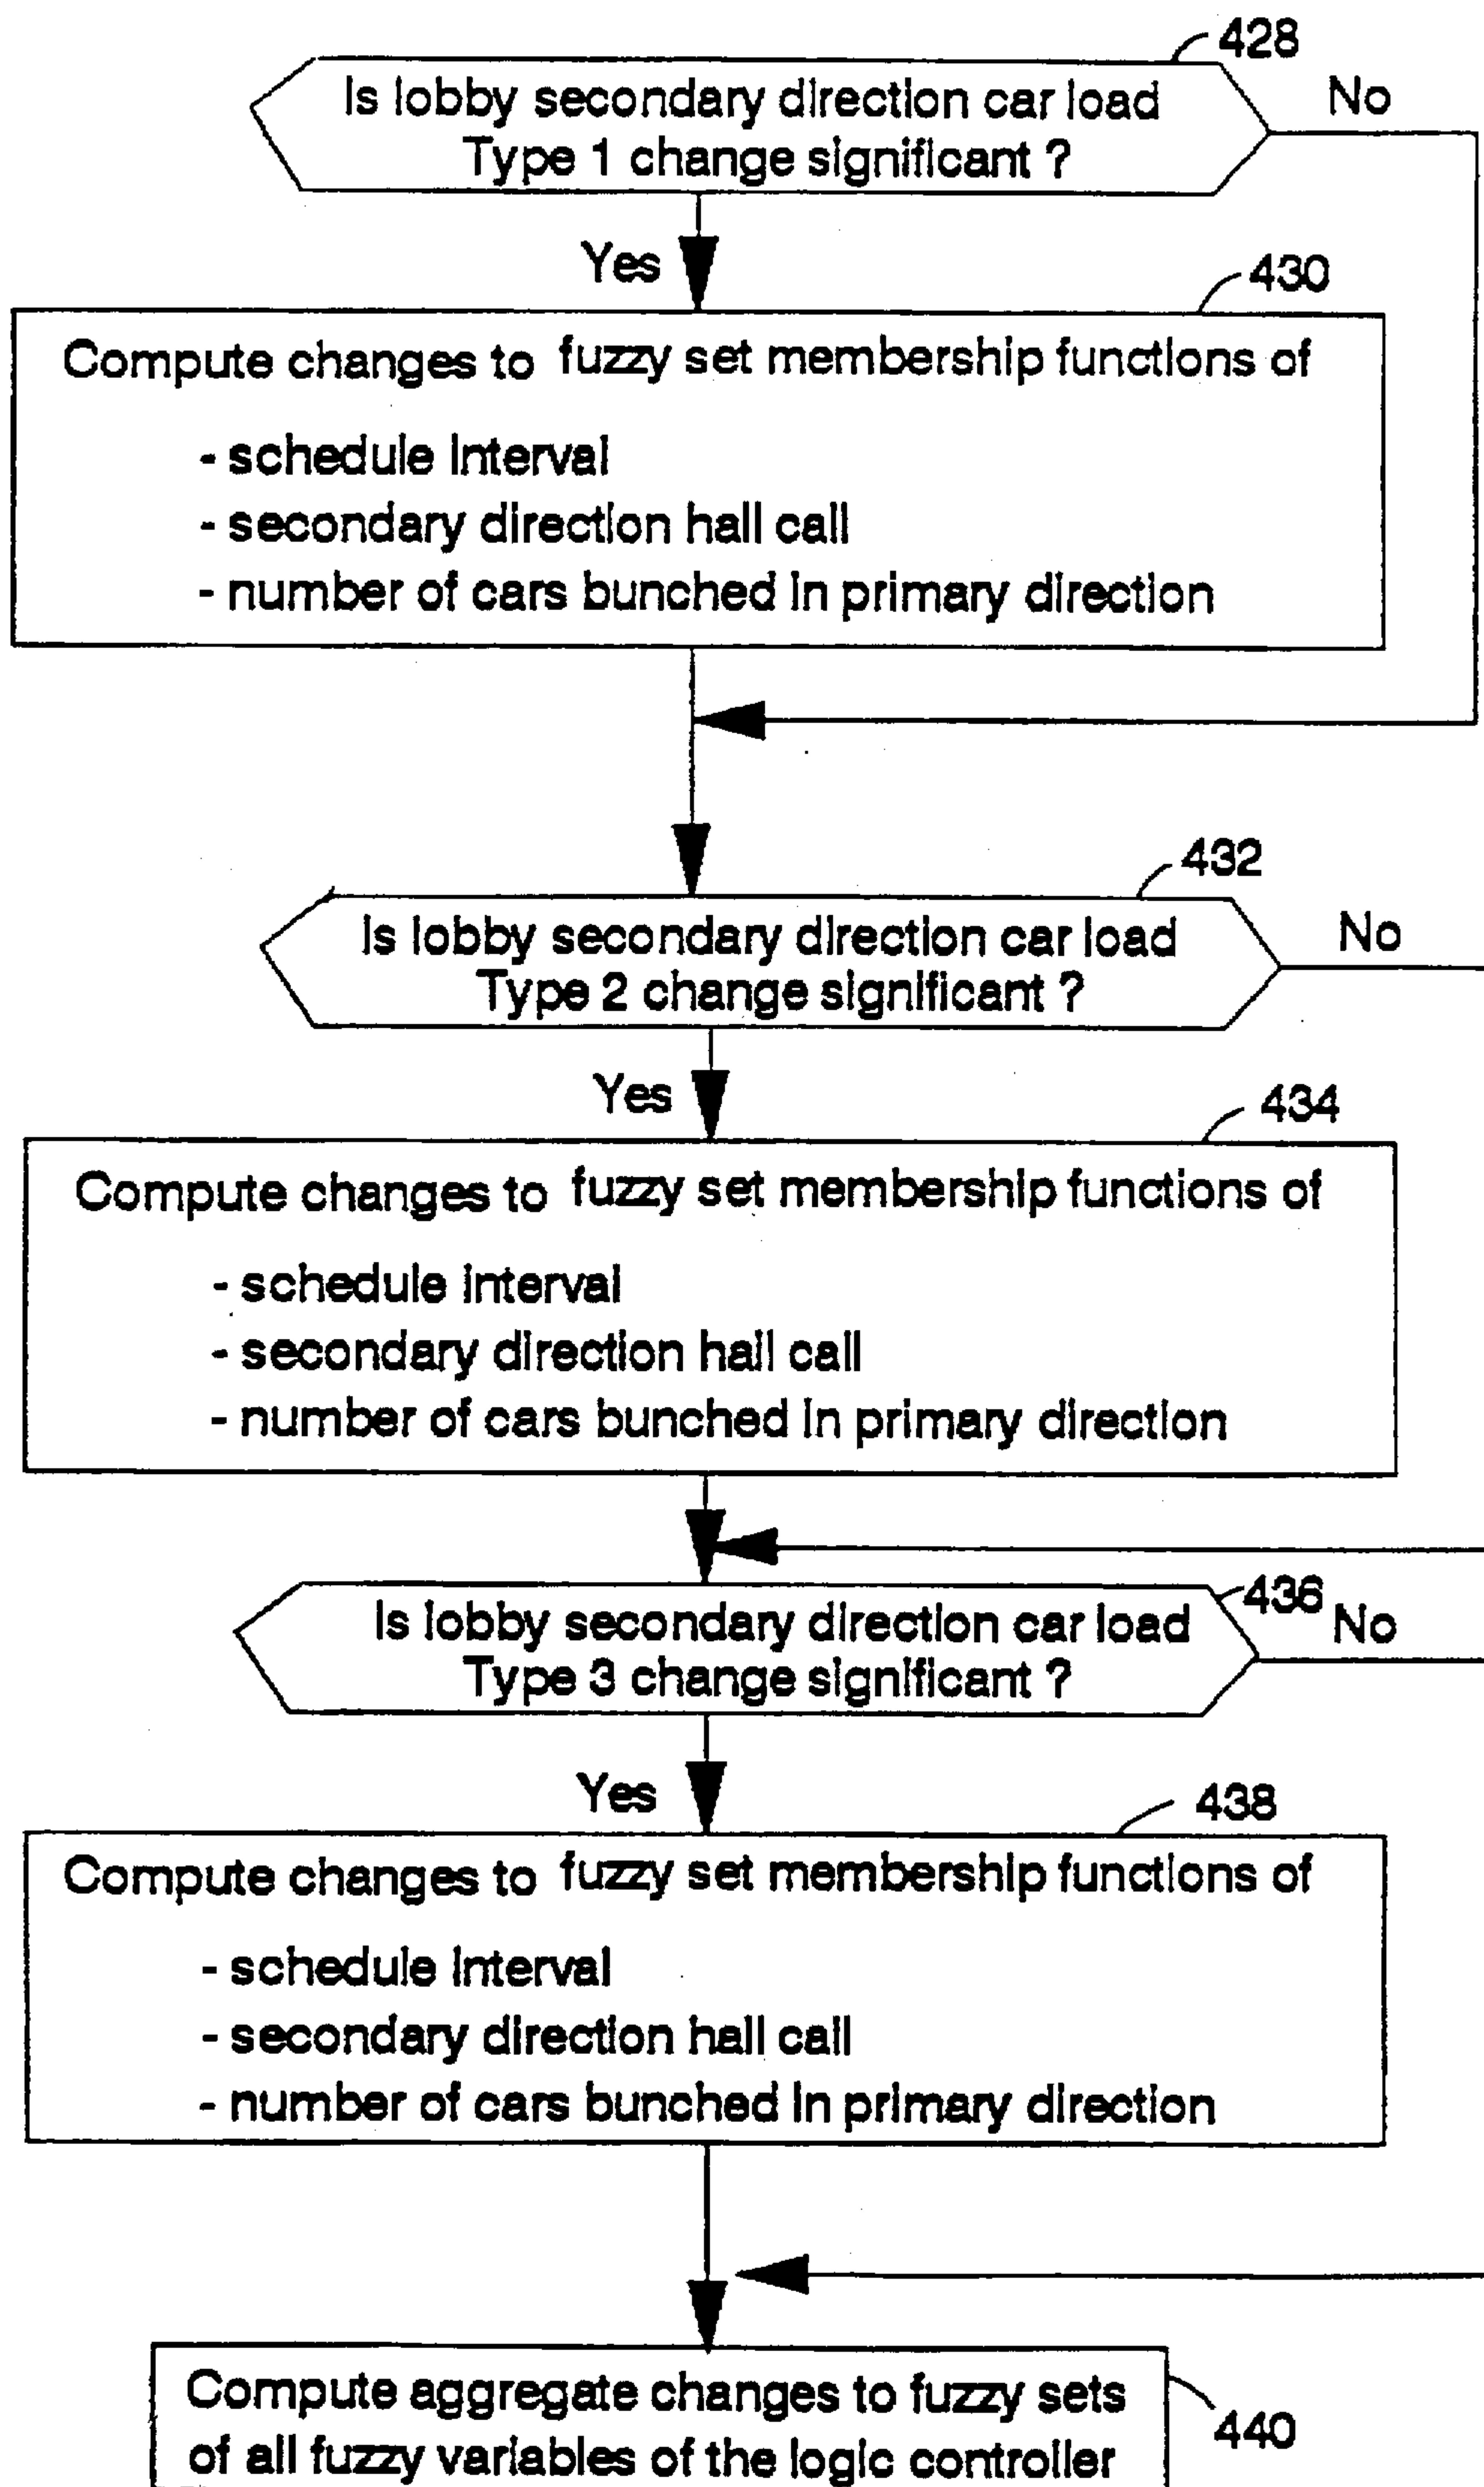 428
Is lobby secondary direction car load
Type 1 change significant ?
No
Yes
430
Compute changes to fuzzy set membership functions of
- schedule interval
- secondary direction hall call
- number of cars bunched in primary direction
432
Is lobby secondary direction car load
Type 2 change significant ?
No
Yes
434
Compute changes to fuzzy set membership functions of
- schedule interval
- secondary direction hall call
- number of cars bunched in primary direction
436
Is lobby secondary direction car load
Type 3 change significant ?
No
Yes
438
Compute changes to fuzzy set membership functions of
- schedule interval
- secondary direction hall call
- number of cars bunched in primary direction
Compute aggregate changes to fuzzy sets
of all fuzzy variables of the logic controller
440